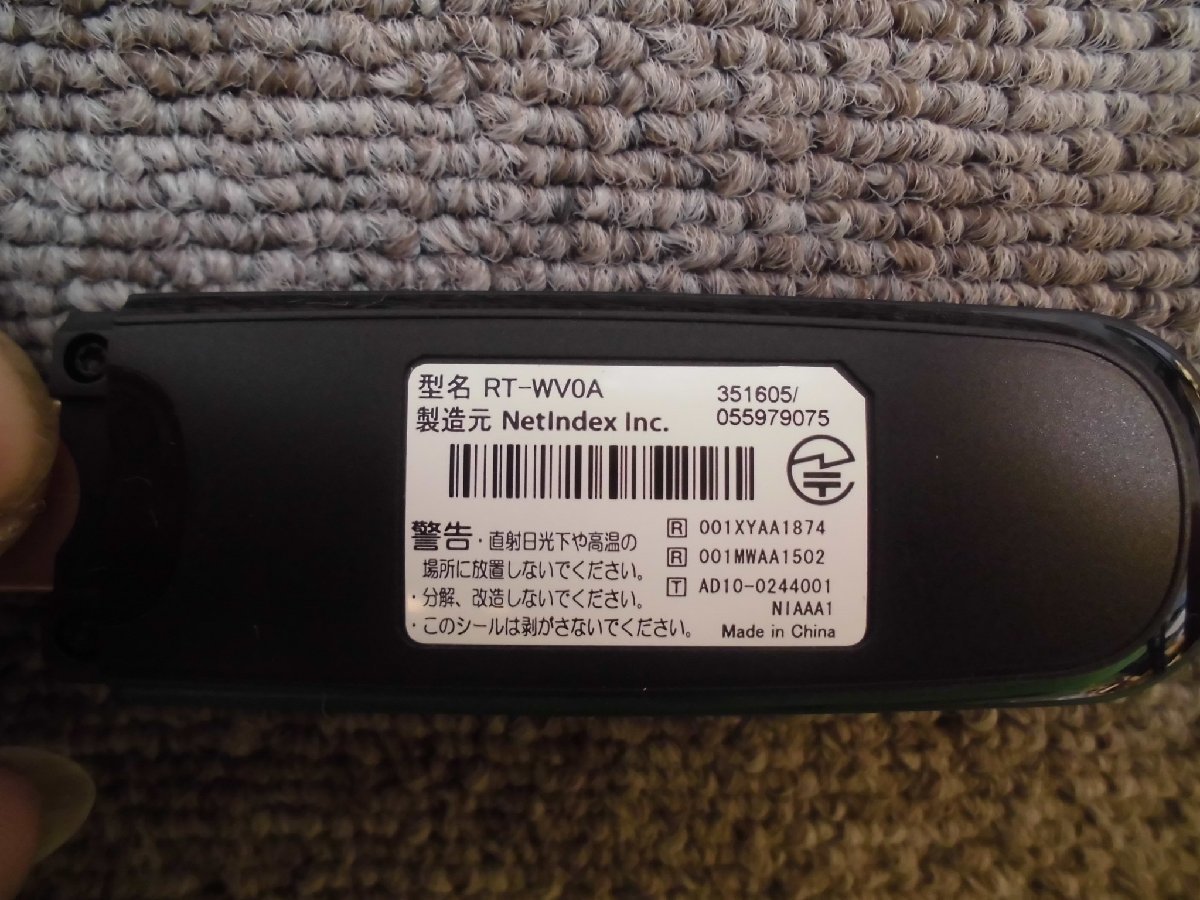 型名 RT-WV0A
製造元 NetIndex Inc.
351605/
055979075
警告・直射日光下や高温の
場所に放置しないでください。
・分解、改造しないでください。
・このシールは剥がさないでください。
R 001XYAA1874
R 001MWAA1502
T AD10-0244001
NIAAA1
Made in China